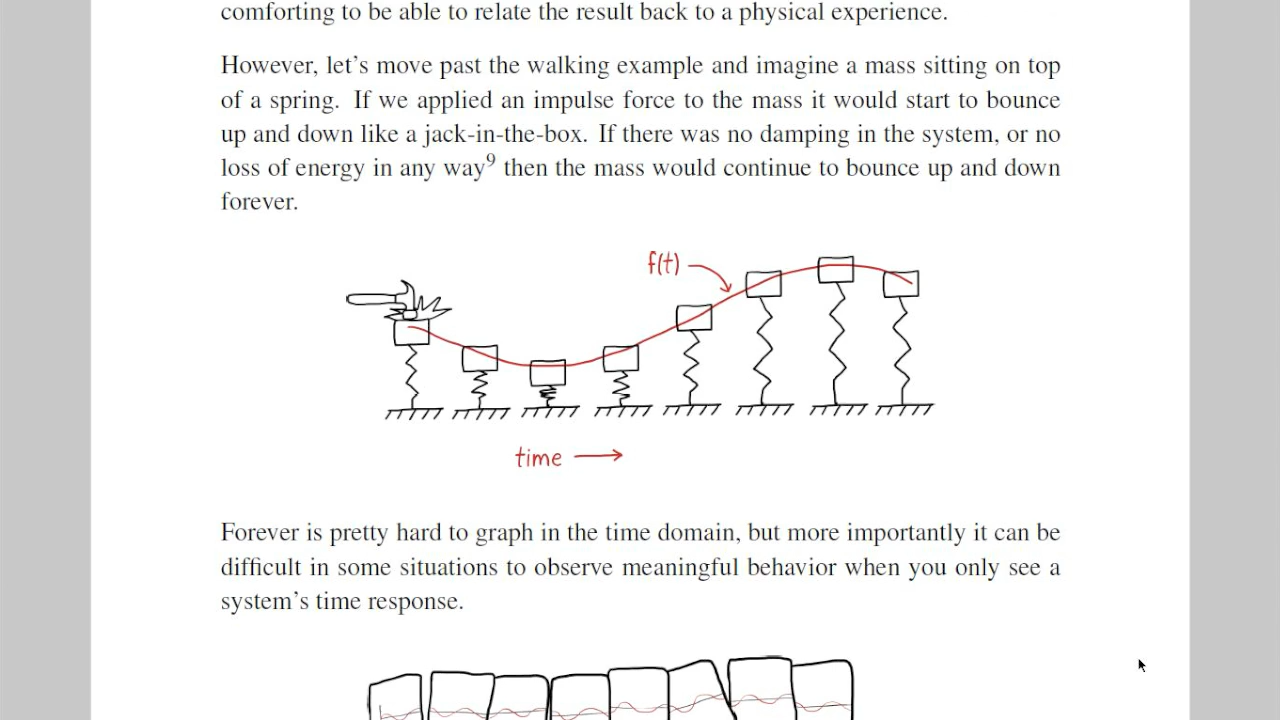 comforting to be able to relate the result back to a physical experience.
However, let's move past the walking example and imagine a mass sitting on top
of a spring. If we applied an impulse force to the mass it would start to bounce
up and down like a jack-in-the-box. If there was no damping in the system, or no
loss of energy in any way⁹ then the mass would continue to bounce up and down
forever.
f(t)
time
Forever is pretty hard to graph in the time domain, but more importantly it can be
difficult in some situations to observe meaningful behavior when you only see a
system's time response.